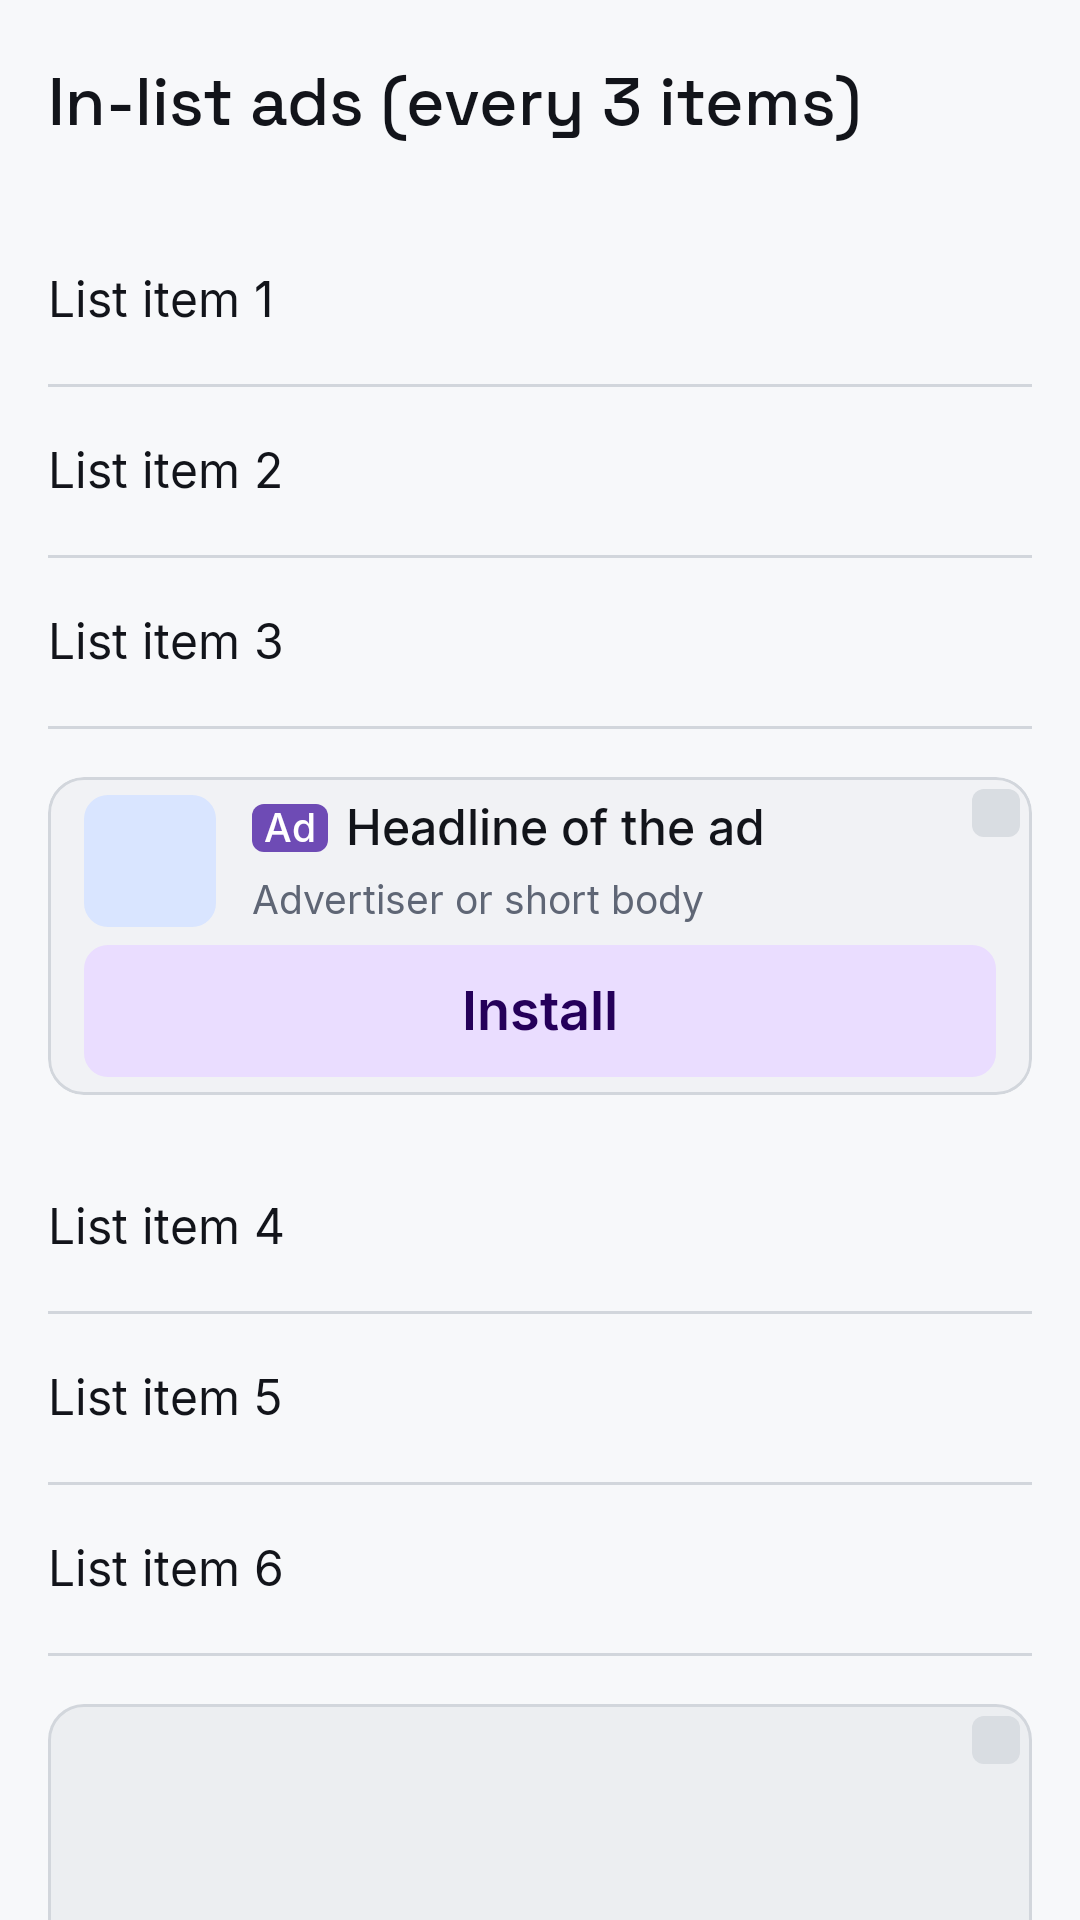 In-list ads (every 3 items)
List item 1
List item 2
List item 3
Ad Headline of the ad
Advertiser or short body
Install
List item 4
List item 5
List item 6